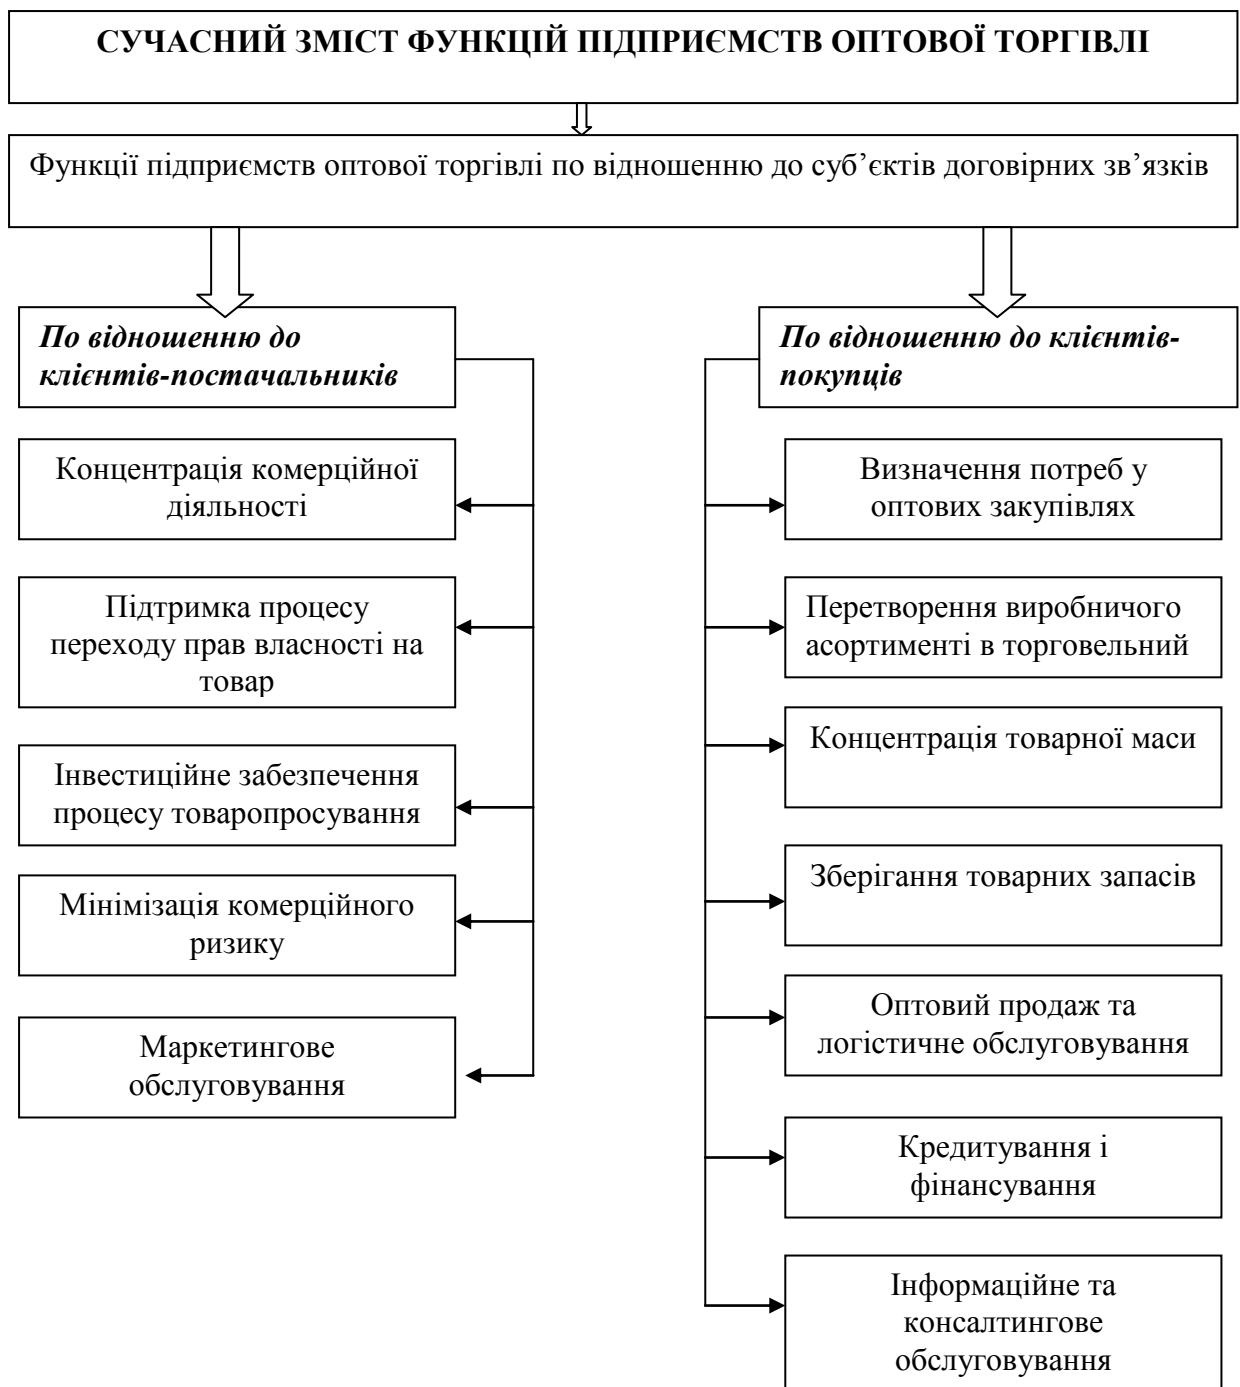 СУЧАСНИЙ ЗМІСТ ФУНКЦІЙ ПІДПРИЄМСТВ ОПТОВОЇ ТОРГІВЛІ
Функції підприємств оптової торгівлі по відношенню до суб’єктів договірних зв’язків
По відношенню до
клієнтів-постачальників
Концентрація комерційної
діяльності
Підтримка процесу
переходу прав власності на
товар
Інвестиційне забезпечення
процесу товаропросування
Мінімізація комерційного
ризику
Маркетингове
обслуговування
По відношенню до клієнтів-
покупців
Визначення потреб у
оптових закупівлях
Перетворення виробничого
асортименті в торговельний
Концентрація товарної маси
Зберігання товарних запасів
Оптовий продаж та
логістичне обслуговування
Кредитування і
фінансування
Інформаційне та
консалтингове
обслуговування